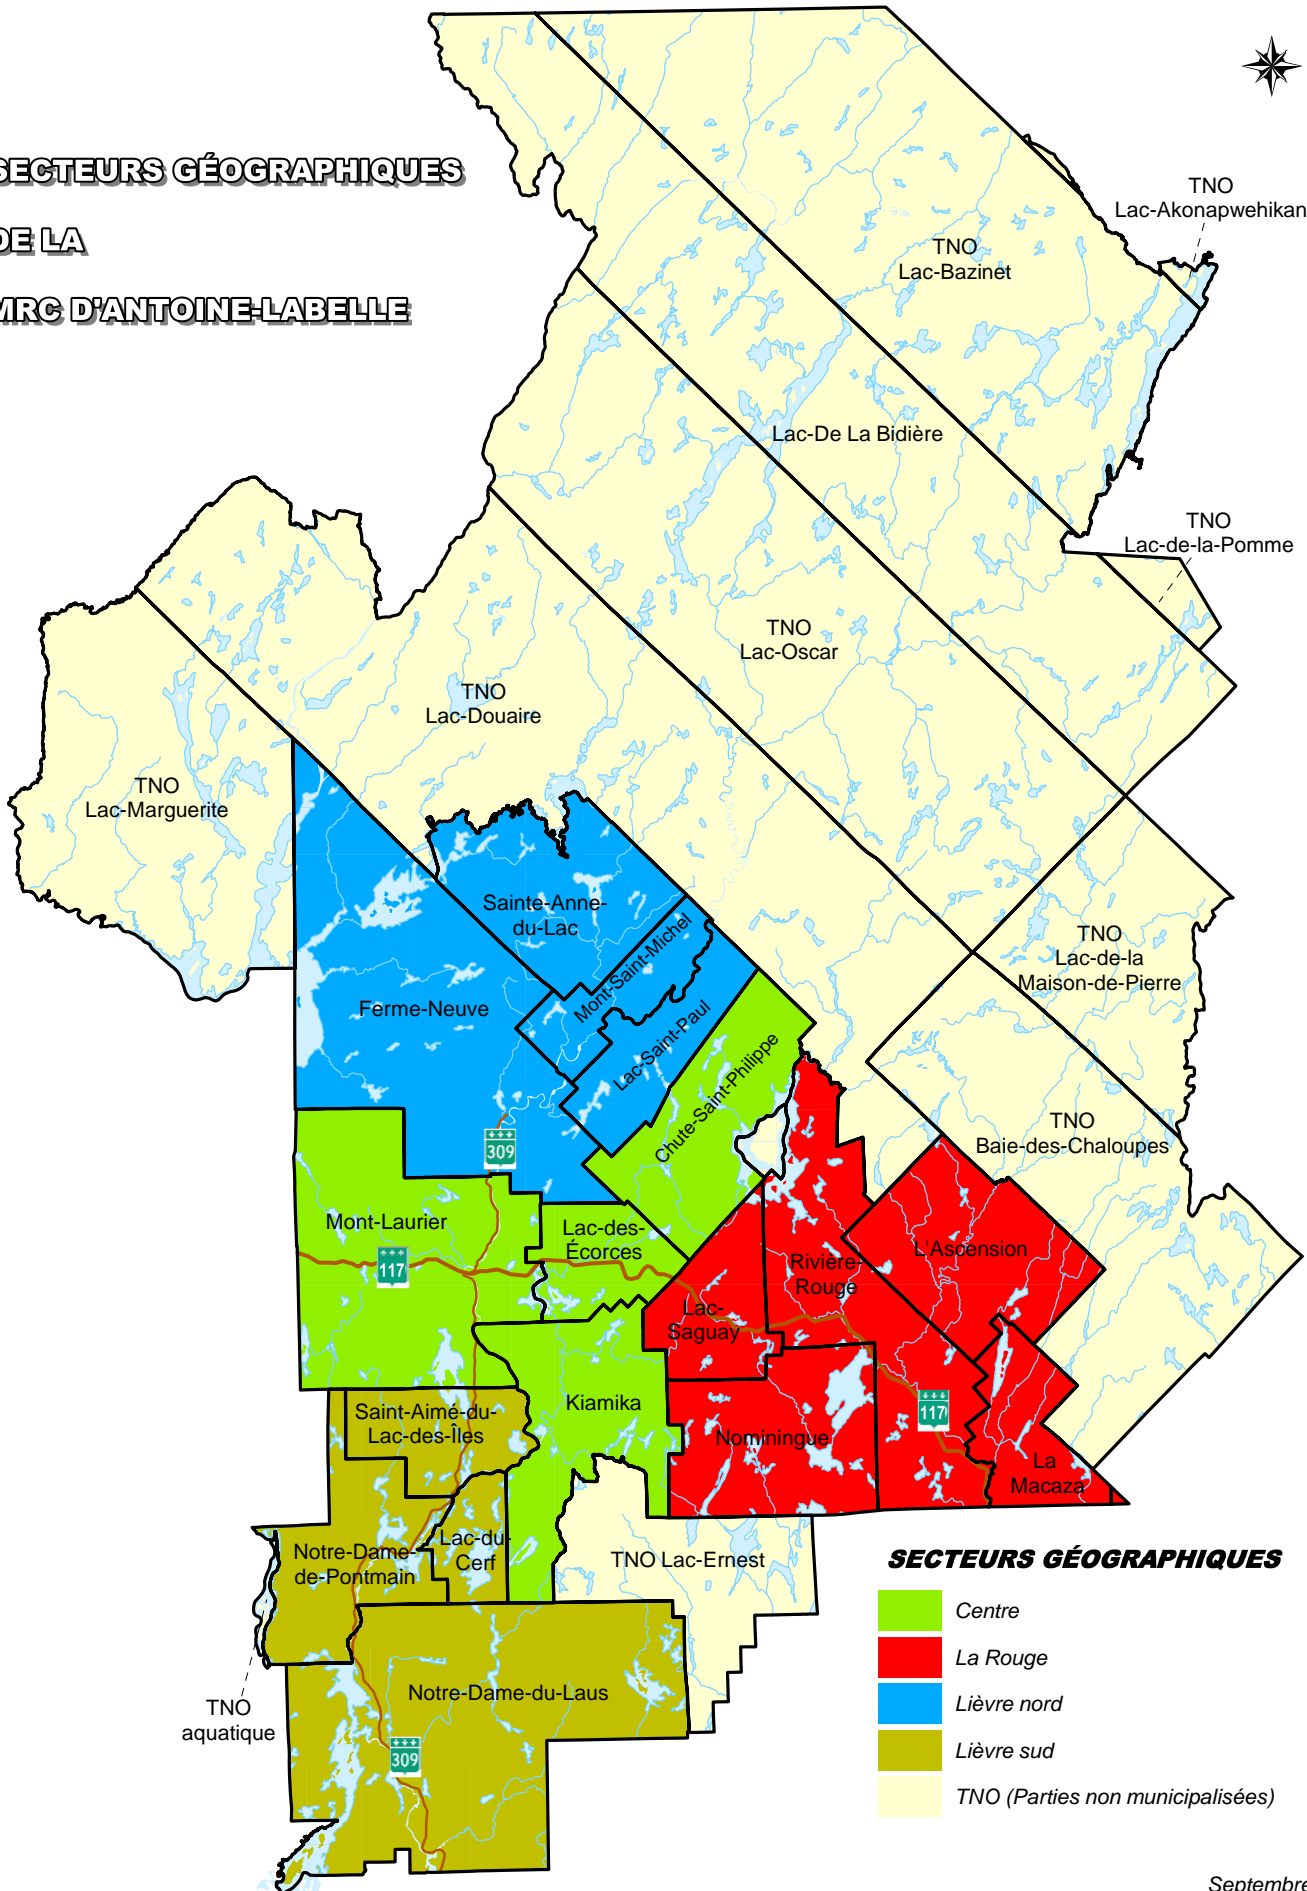 SECTEURS GÉOGRAPHIQUES
DE LA
MRC D'ANTOINE-LABELLE
TNO
Lac-Akonapwehikan
TNO
Lac-Bazinet
Lac-De La Bidière
TNO
Lac-de-la-Pomme
TNO
Lac-Oscar
TNO
Lac-Douaire
TNO
Lac-Marguerite
Sainte-Anne-
du-Lac
Mont-Saint-Michel
TNO
Lac-de-la
Maison-de-Pierre
Ferme-Neuve
Lac-Saint-Paul
Chute-Saint-Philippe
TNO
Baie-des-Chaloupes
309
Mont-Laurier
Lac-des-
Écorces
L'Ascension
117
Rivière-
Rouge
Lac-
Saguay
Kiamika
Saint-Aimé-du-
Lac-des-Îles
117
Nominingue
La
Macaza
Lac-du-
Cerf
Notre-Dame-
de-Pontmain
TNO Lac-Ernest
TNO
aquatique
Notre-Dame-du-Laus
309
SECTEURS GÉOGRAPHIQUES
Centre
La Rouge
Lièvre nord
Lièvre sud
TNO (Parties non municipalisées)
Septembre